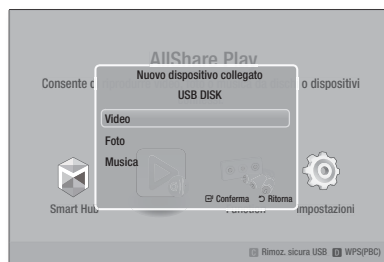 AllShare Play
Nuovo dispositivo collegato
Consente o dispositivi
USB DISK
Video
Foto
Musica
Conferma Ritorna
Smart Hub Function Impostazioni
C Rimoz. sicura USB D WPS(PBC)